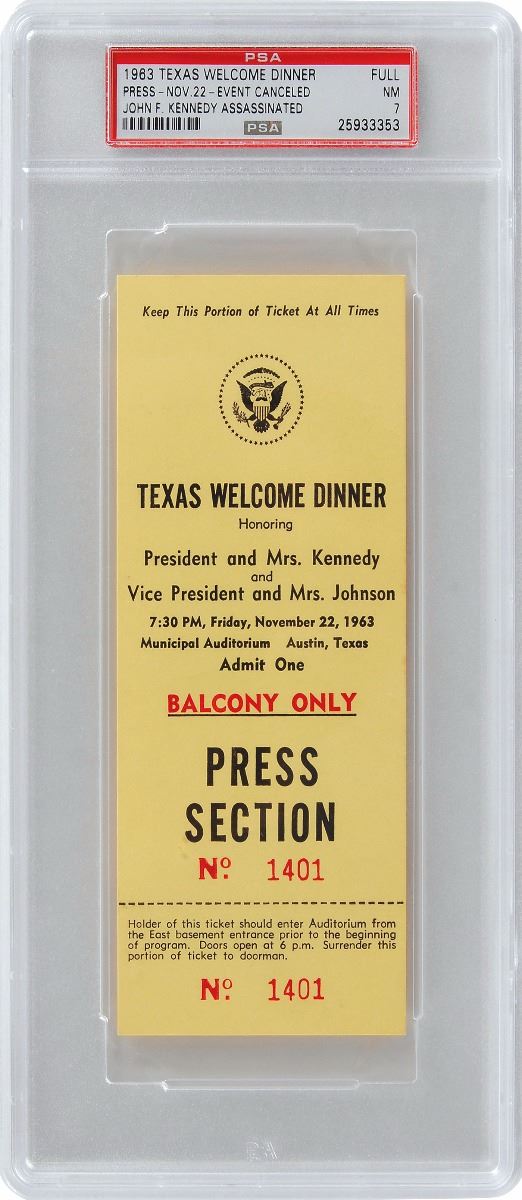 PSA
1963 TEXAS WELCOME DINNER FULL
PRESS - NOV. 22 - EVENT CANCELED NM
JOHN F. KENNEDY ASSASSINATED 7
PSA 25933353
Keep This Portion of Ticket At All Times
TEXAS WELCOME DINNER
Honoring
President and Mrs. Kennedy
and
Vice President and Mrs. Johnson
7:30 PM, Friday, November 22, 1963
Municipal Auditorium Austin, Texas
Admit One
BALCONY ONLY
PRESS
SECTION
Nº. 1401
Holder of this ticket should enter Auditorium from
the East basement entrance prior to the beginning
of program. Doors open at 6 p.m. Surrender this
portion of ticket to doorman.
Nº. 1401